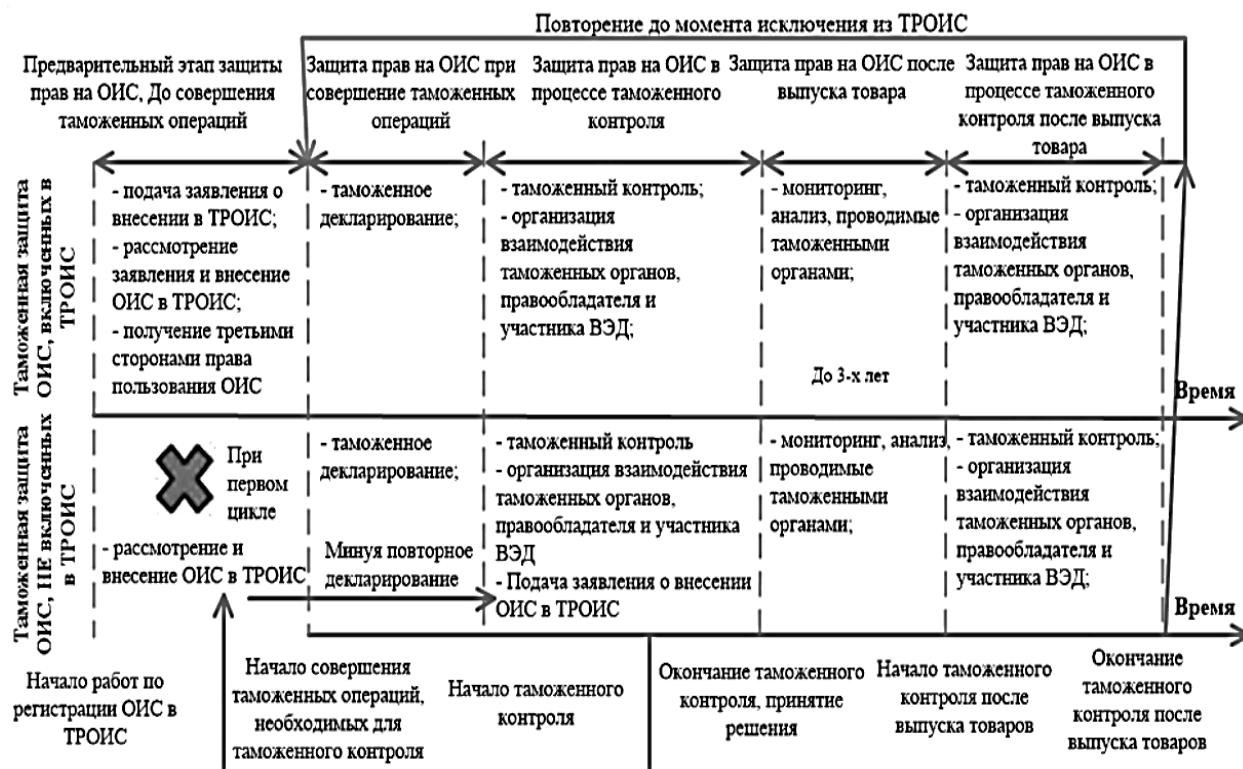 Повторение до момента исключения из ТРОИС
Предварительный этап защиты
прав на ОИС, До совершения
таможенных операций
Защита прав на ОИС при
совершение таможенных
операций
Защита прав на ОИС в
процессе таможенного
контроля
Защита прав на ОИС после
выпуска товара
Защита прав на ОИС в
процессе таможенного
контроля после выпуска
товара
Таможенная защита
ОИС, включенных в
ТРОИС
- подача заявления о
внесении в ТРОИС;
- рассмотрение
заявления и внесение
ОИС в ТРОИС;
- получение третьими
сторонами права
пользования ОИС
- таможенное
декларирование;
- таможенный контроль;
- организация
взаимодействия
таможенных органов,
правообладателя и
участника ВЭД;
- мониторинг,
анализ, проводимые
таможенными
органами;
До 3-х лет
- таможенный контроль;
- организация
взаимодействия
таможенных органов,
правообладателя и
участника ВЭД;
Время
Таможенная защита
ОИС, НЕ включенных
в ТРОИС
При
первом
цикле
- рассмотрение и
внесение ОИС в ТРОИС
- таможенное
декларирование;
Минуя повторное
декларирование
- таможенный контроль
- организация взаимодействия
таможенных органов,
правообладателя и участника
ВЭД
- Подача заявления о внесении
ОИС в ТРОИС
- мониторинг, анализ,
проводимые
таможенными
органами;
- таможенный контроль;
- организация
взаимодействия
таможенных органов,
правообладателя и
участника ВЭД;
Время
Начало работ по
регистрации ОИС в
ТРОИС
Начало совершения
таможенных операций,
необходимых для
таможенного контроля
Начало таможенного
контроля
Окончание таможенного
контроля, принятие
решения
Начало таможенного
контроля после
выпуска товаров
Окончание
таможенного
контроля после
выпуска товаров